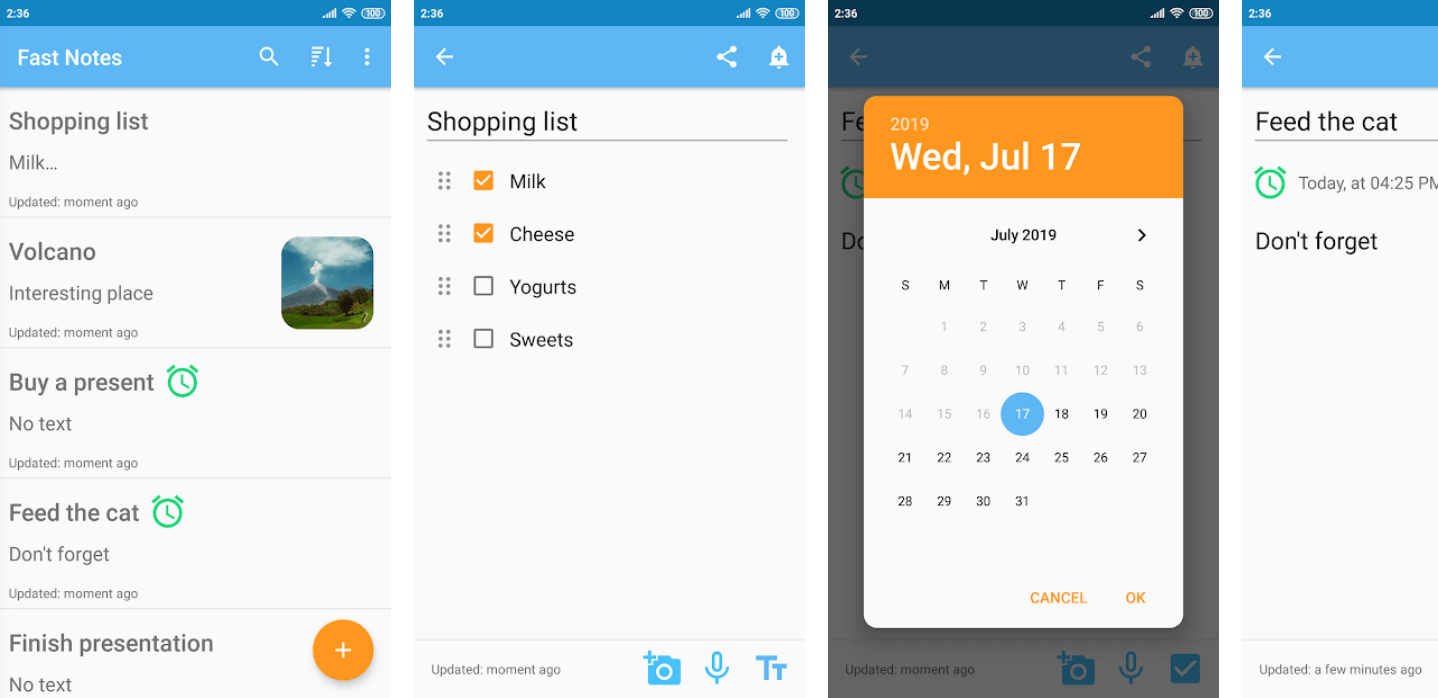 2:36
100
Fast Notes
Shopping list
Milk...
Updated: moment ago
Volcano
Interesting place
Updated: moment ago
Buy a present
No text
Updated: moment ago
Feed the cat
Don't forget
Updated: moment ago
Finish presentation
No text
+
2:36
100
Shopping list
Milk
Cheese
Yogurts
Sweets
Updated: moment ago
TT
2:36
100
Fe
Do
2019
Wed, Jul 17
July 2019
S M T W T F S
1 2 3 4 5 6
7 8 9 10 11 12 13
14 15 16 17 18 19 20
21 22 23 24 25 26 27
28 29 30 31
CANCEL OK
Updated: moment ago
2:36
Feed the cat
Today, at 04:25 PM
Don't forget
Updated: a few minutes ago